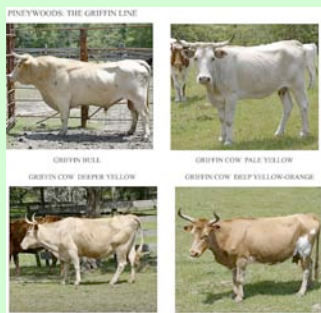 PINEYWOODS: THE GRIFFIN LINE
GRIFFIN BULL
GRIFFIN COW PALE YELLOW
GRIFFIN COW DEEPER YELLOW
GRIFFIN COW DEEP YELLOW-ORANGE